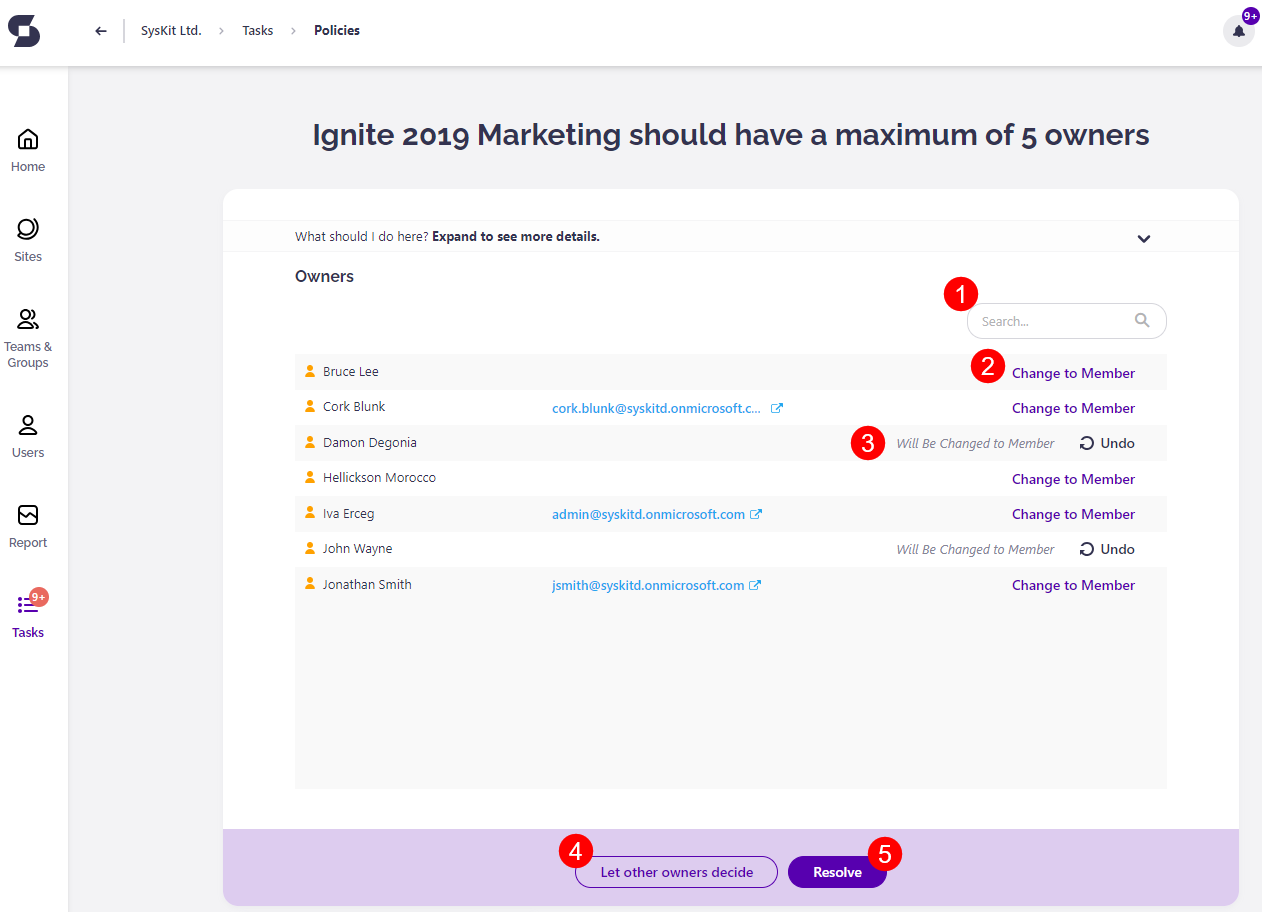 SysKit Ltd. > Tasks > Policies
9+
Ignite 2019 Marketing should have a maximum of 5 owners
Home
Sites
Teams &
Groups
Users
Report
9+
Tasks
What should I do here? Expand to see more details.
Owners
1
Search...
Bruce Lee 2 Change to Member
Cork Blunk cork.blunk@syskitd.onmicrosoft.c... Change to Member
Damon Degonia 3 Will Be Changed to Member Undo
Hellickson Morocco Change to Member
Iva Erceg admin@syskitd.onmicrosoft.com Change to Member
John Wayne Will Be Changed to Member Undo
Jonathan Smith jsmith@syskitd.onmicrosoft.com Change to Member
4 Let other owners decide
5 Resolve